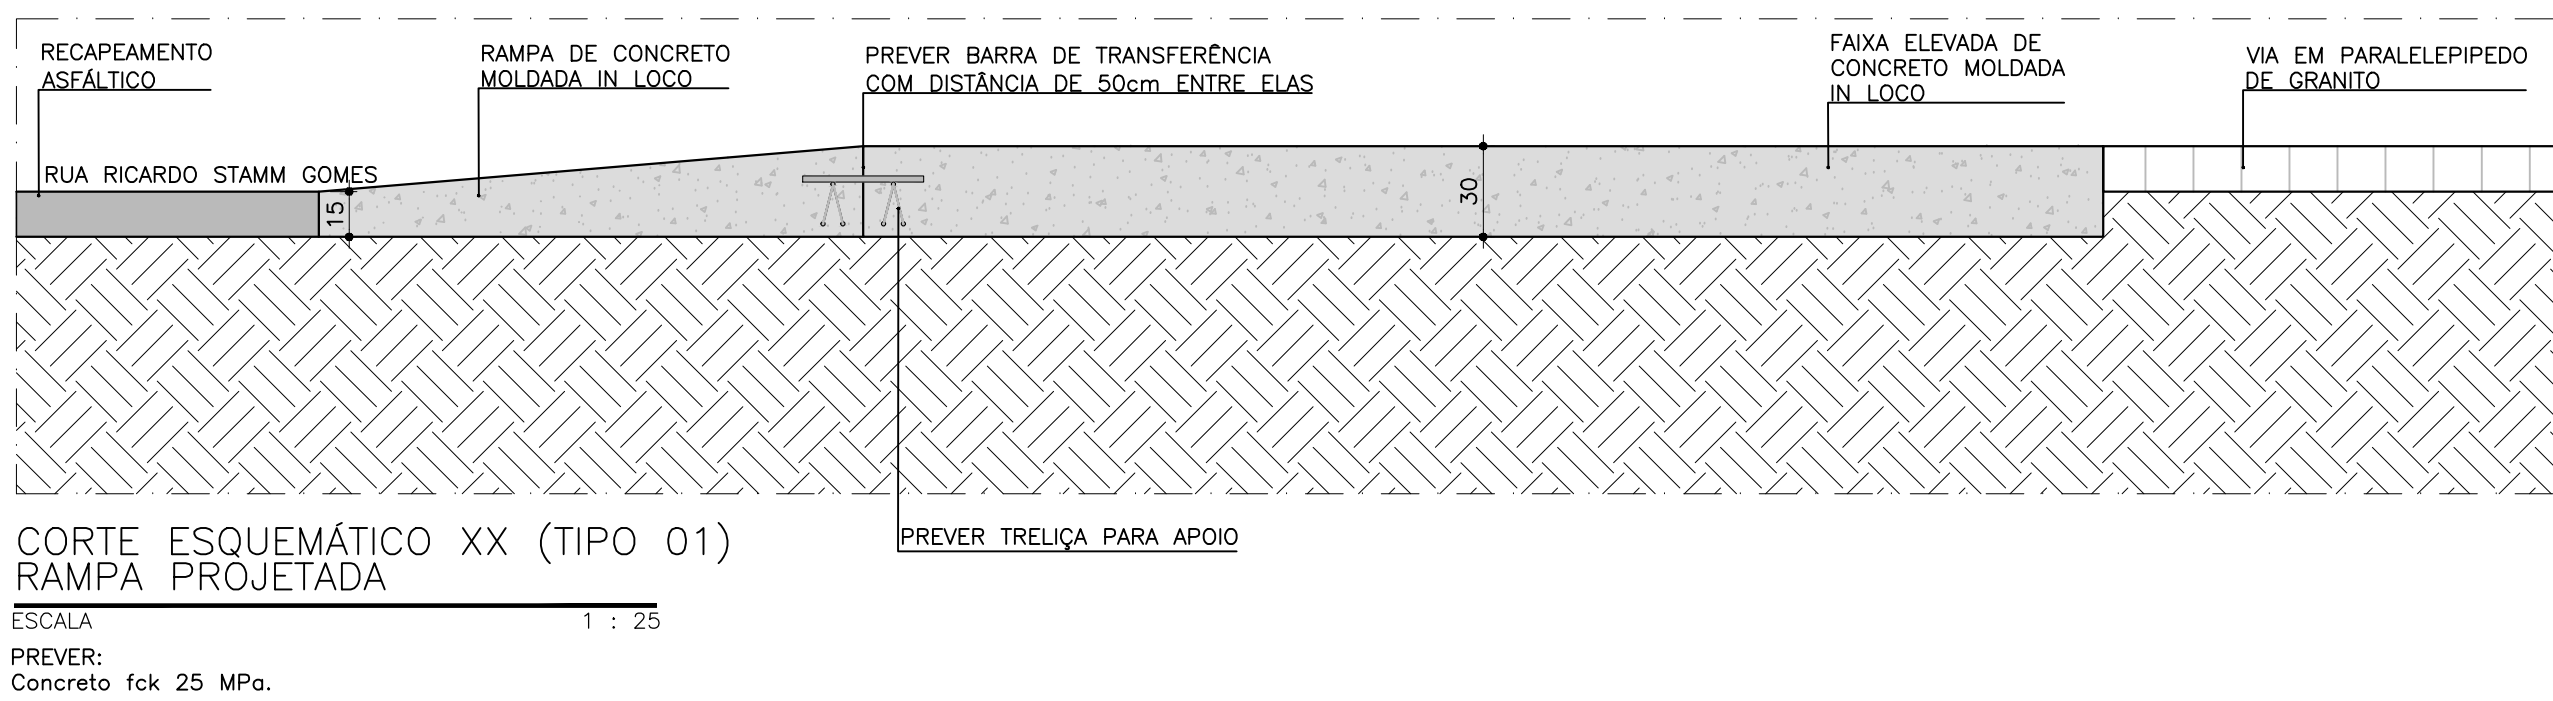 RECAPEAMENTO
ASFÁLTICO
RAMPA DE CONCRETO
MOLDADA IN LOCO
PREVER BARRA DE TRANSFERÊNCIA
COM DISTÂNCIA DE 50cm ENTRE ELAS
FAIXA ELEVADA DE
CONCRETO MOLDADA
IN LOCO
VIA EM PARALELEPIPEDO
DE GRANITO
RUA RICARDO STAMM GOMES
15
30
PREVER TRELIÇA PARA APOIO
CORTE ESQUEMÁTICO XX (TIPO 01)
RAMPA PROJETADA
ESCALA 1 : 25
PREVER:
Concreto fck 25 MPa.